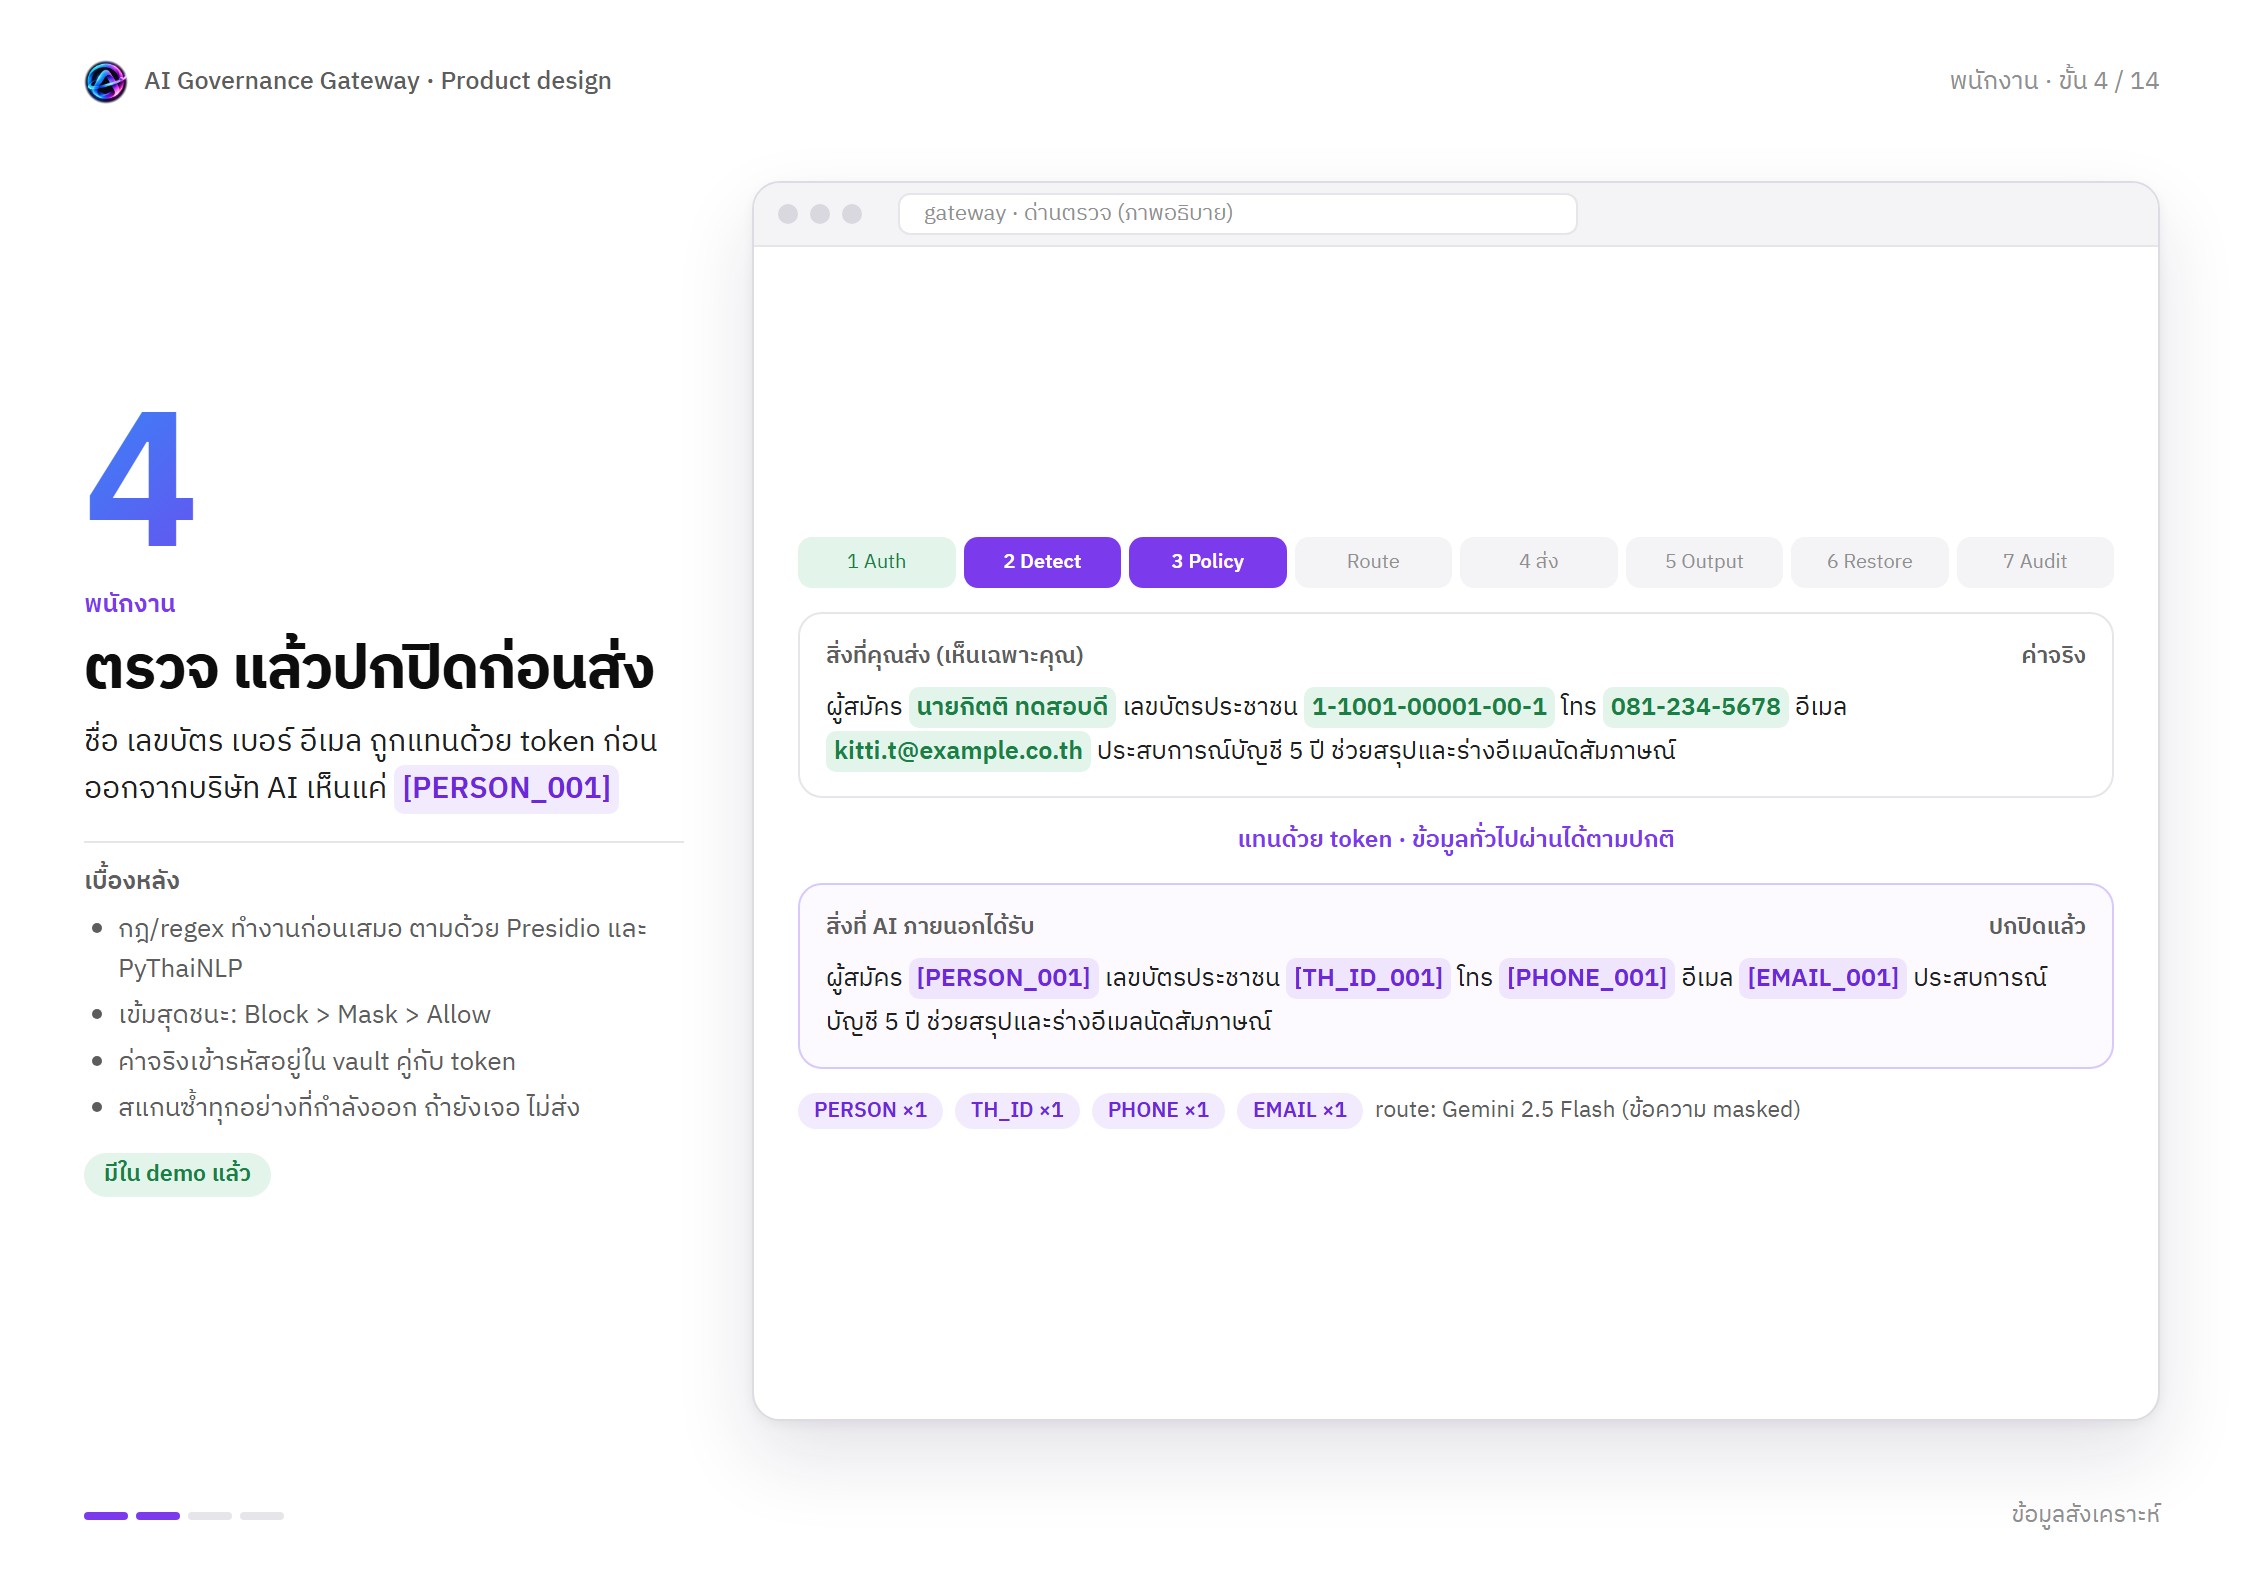 AI Governance Gateway · Product design
พนักงาน · ขั้น 4 / 14
4
พนักงาน
ตรวจ แล้วปกปิดก่อนส่ง
ชื่อ เลขบัตร เบอร์ อีเมล ถูกแทนด้วย token ก่อน
ออกจากบริษัท AI เห็นแค่ [PERSON_001]
เบื้องหลัง
กฎ/regex ทำงานก่อนเสมอ ตามด้วย Presidio และ
PyThaiNLP
เข้มสุดชนะ: Block > Mask > Allow
ค่าจริงเข้ารหัสอยู่ใน vault คู่กับ token
สแกนซ้ำทุกอย่างที่กำลังออก ถ้ายังเจอ ไม่ส่ง
มีใน demo แล้ว
gateway · ด่านตรวจ (ภาพอธิบาย)
1 Auth 2 Detect 3 Policy Route 4 ส่ง 5 Output 6 Restore 7 Audit
สิ่งที่คุณส่ง (เห็นเฉพาะคุณ) ค่าจริง
ผู้สมัคร นายกิตติ ทดสอบดี เลขบัตรประชาชน 1-1001-00001-00-1 โทร 081-234-5678 อีเมล
kitti.t@example.co.th ประสบการณ์บัญชี 5 ปี ช่วยสรุปและร่างอีเมลนัดสัมภาษณ์
แทนด้วย token · ข้อมูลทั่วไปผ่านได้ตามปกติ
สิ่งที่ AI ภายนอกได้รับ ปกปิดแล้ว
ผู้สมัคร [PERSON_001] เลขบัตรประชาชน [TH_ID_001] โทร [PHONE_001] อีเมล [EMAIL_001] ประสบการณ์
บัญชี 5 ปี ช่วยสรุปและร่างอีเมลนัดสัมภาษณ์
PERSON ×1 TH_ID ×1 PHONE ×1 EMAIL ×1 route: Gemini 2.5 Flash (ข้อความ masked)
ข้อมูลสังเคราะห์